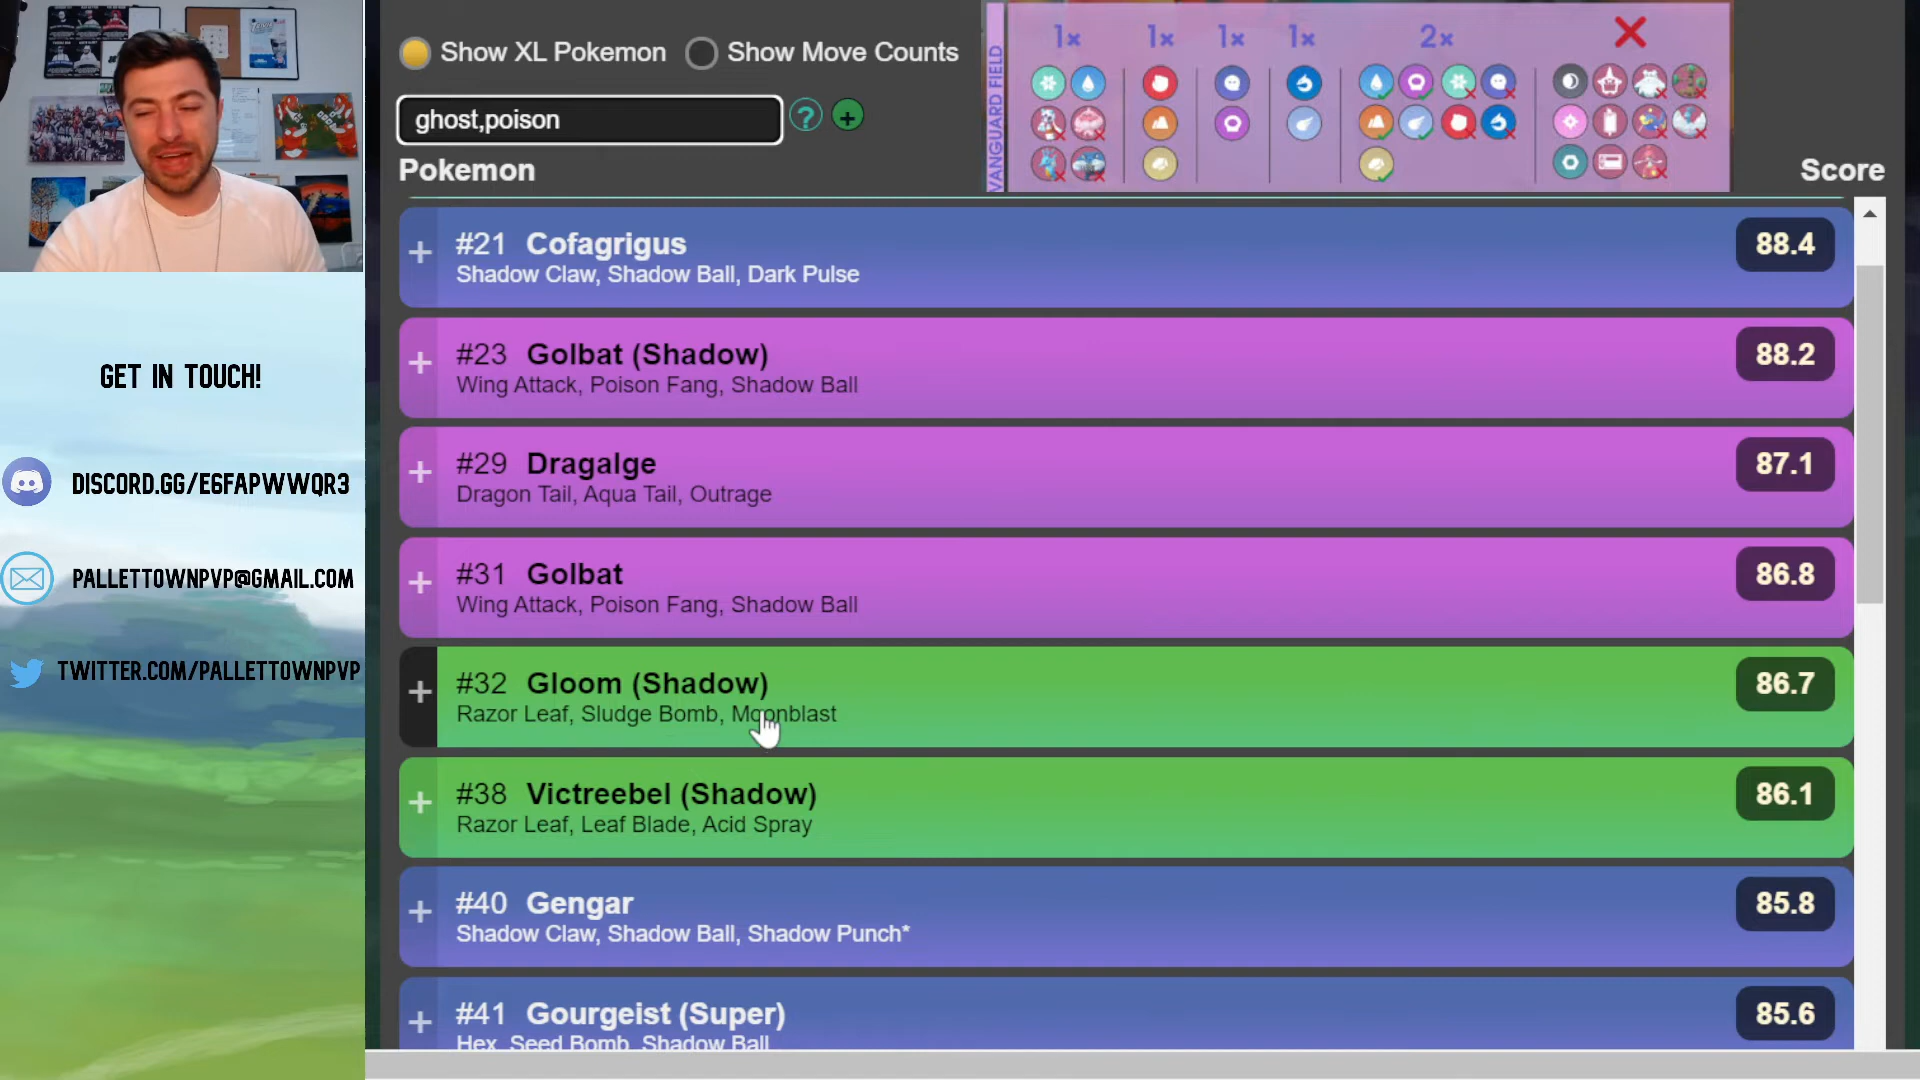 Show XL Pokemon
Show Move Counts
ghost,poison
?
+
VANGUARD FIELD
1x 1x 1x 1x 2x
Pokemon
Score
+ #21 Cofagrigus 88.4
Shadow Claw, Shadow Ball, Dark Pulse
+ #23 Golbat (Shadow) 88.2
Wing Attack, Poison Fang, Shadow Ball
+ #29 Dragalge 87.1
Dragon Tail, Aqua Tail, Outrage
+ #31 Golbat 86.8
Wing Attack, Poison Fang, Shadow Ball
+ #32 Gloom (Shadow) 86.7
Razor Leaf, Sludge Bomb, Moonblast
+ #38 Victreebel (Shadow) 86.1
Razor Leaf, Leaf Blade, Acid Spray
+ #40 Gengar 85.8
Shadow Claw, Shadow Ball, Shadow Punch*
+ #41 Gourgeist (Super) 85.6
Hex, Seed Bomb, Shadow Ball
GET IN TOUCH!
DISCORD.GG/E6FAPWWQR3
PALLETTOWNPVP@GMAIL.COM
TWITTER.COM/PALLETTOWNPVP